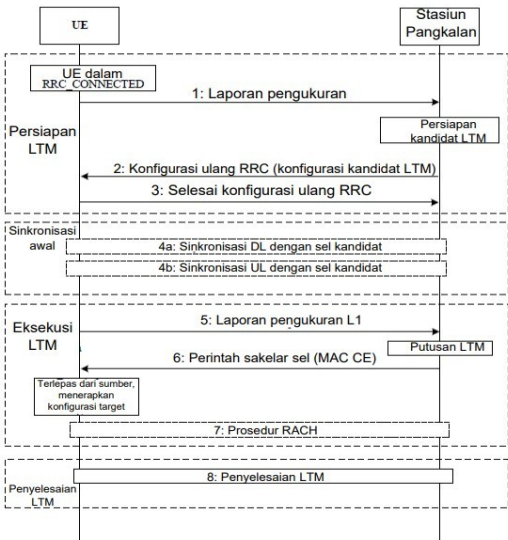 UE
Stasiun
Pangkalan
UE dalam
RRC_CONNECTED
1: Laporan pengukuran
Persiapan
LTM
Persiapan
kandidat LTM
2: Konfigurasi ulang RRC (konfigurasi kandidat LTM)
3: Selesai konfigurasi ulang RRC
Sinkronisasi
awal
4a: Sinkronisasi DL dengan sel kandidat
4b: Sinkronisasi UL dengan sel kandidat
5: Laporan pengukuran L1
Eksekusi
LTM
Putusan LTM
6: Perintah sakelar sel (MAC CE)
Terlepas dari sumber,
menerapkan
konfigurasi target
7: Prosedur RACH
8: Penyelesaian LTM
Penyelesaian
LTM